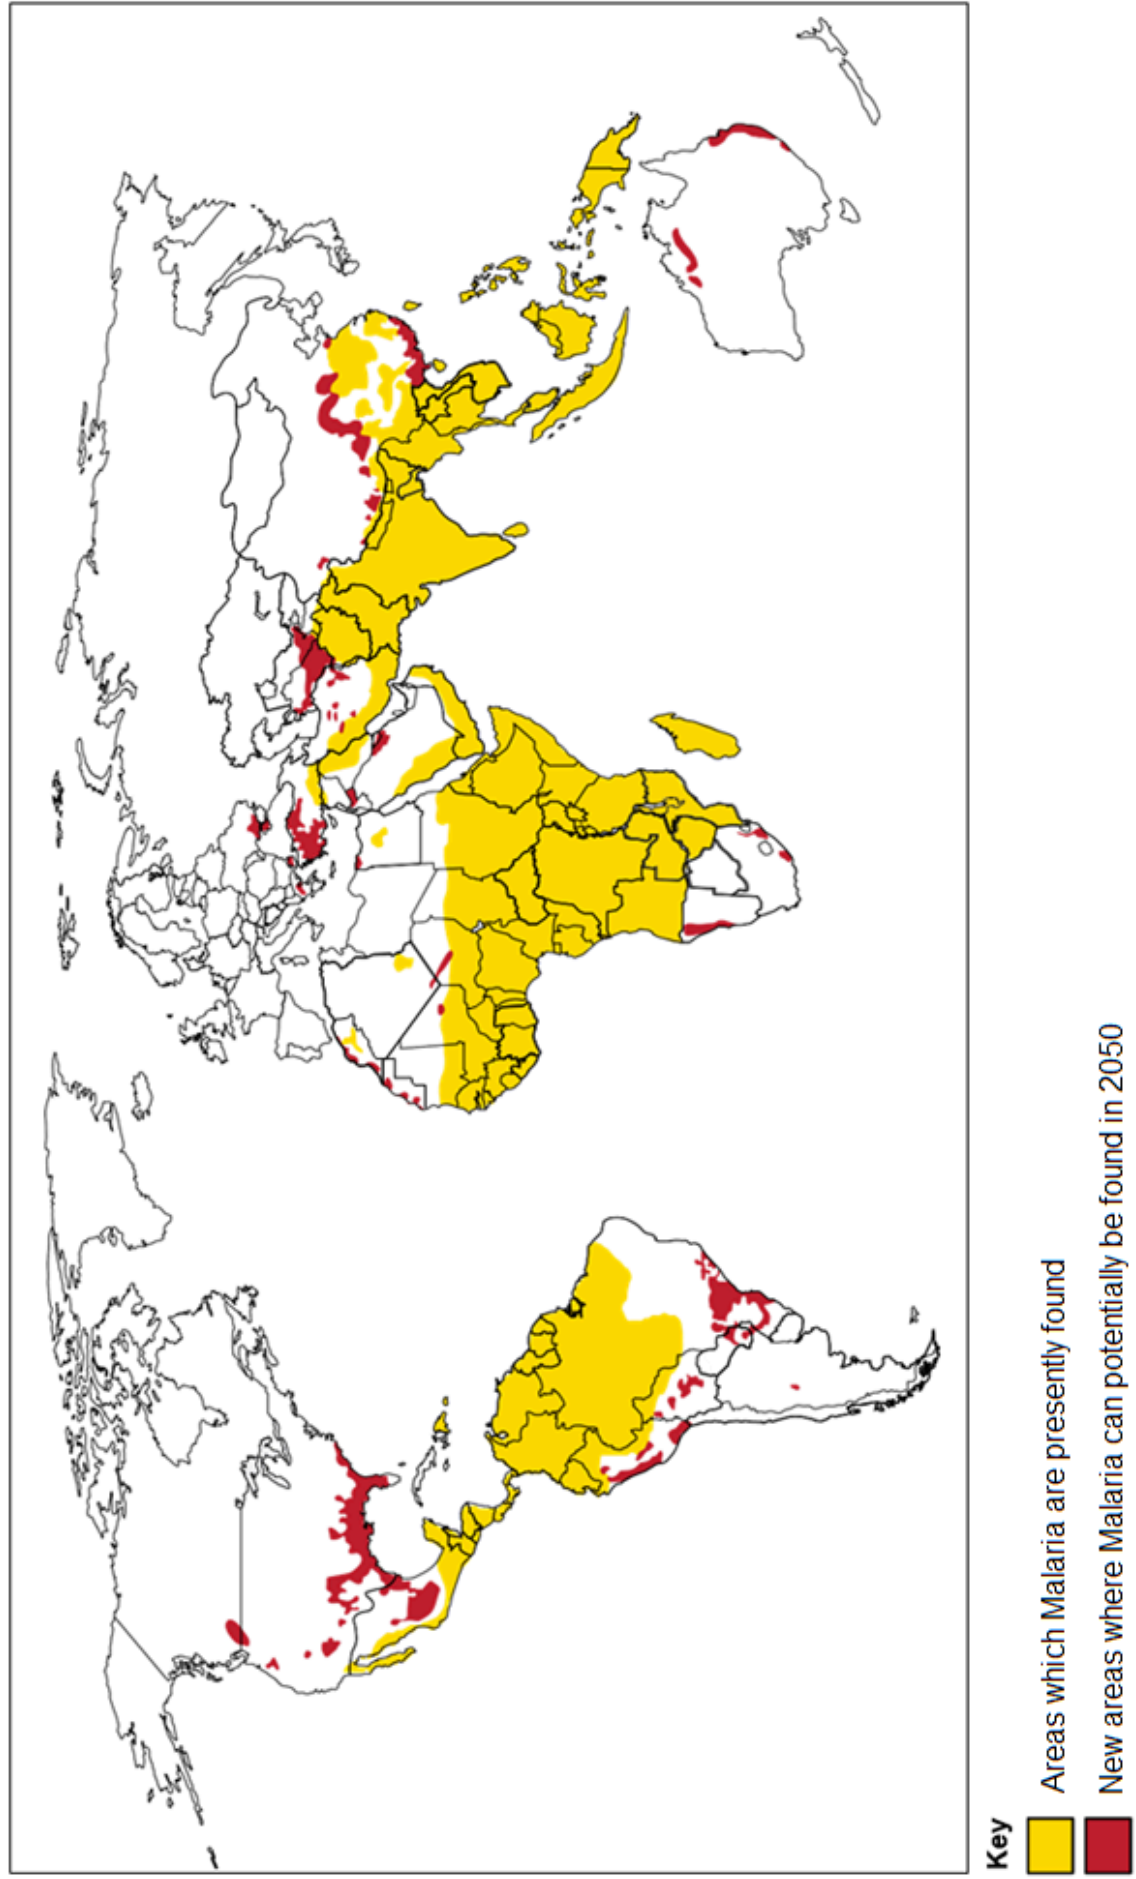 Key
Areas which Malaria are presently found
New areas where Malaria can potentially be found in 2050